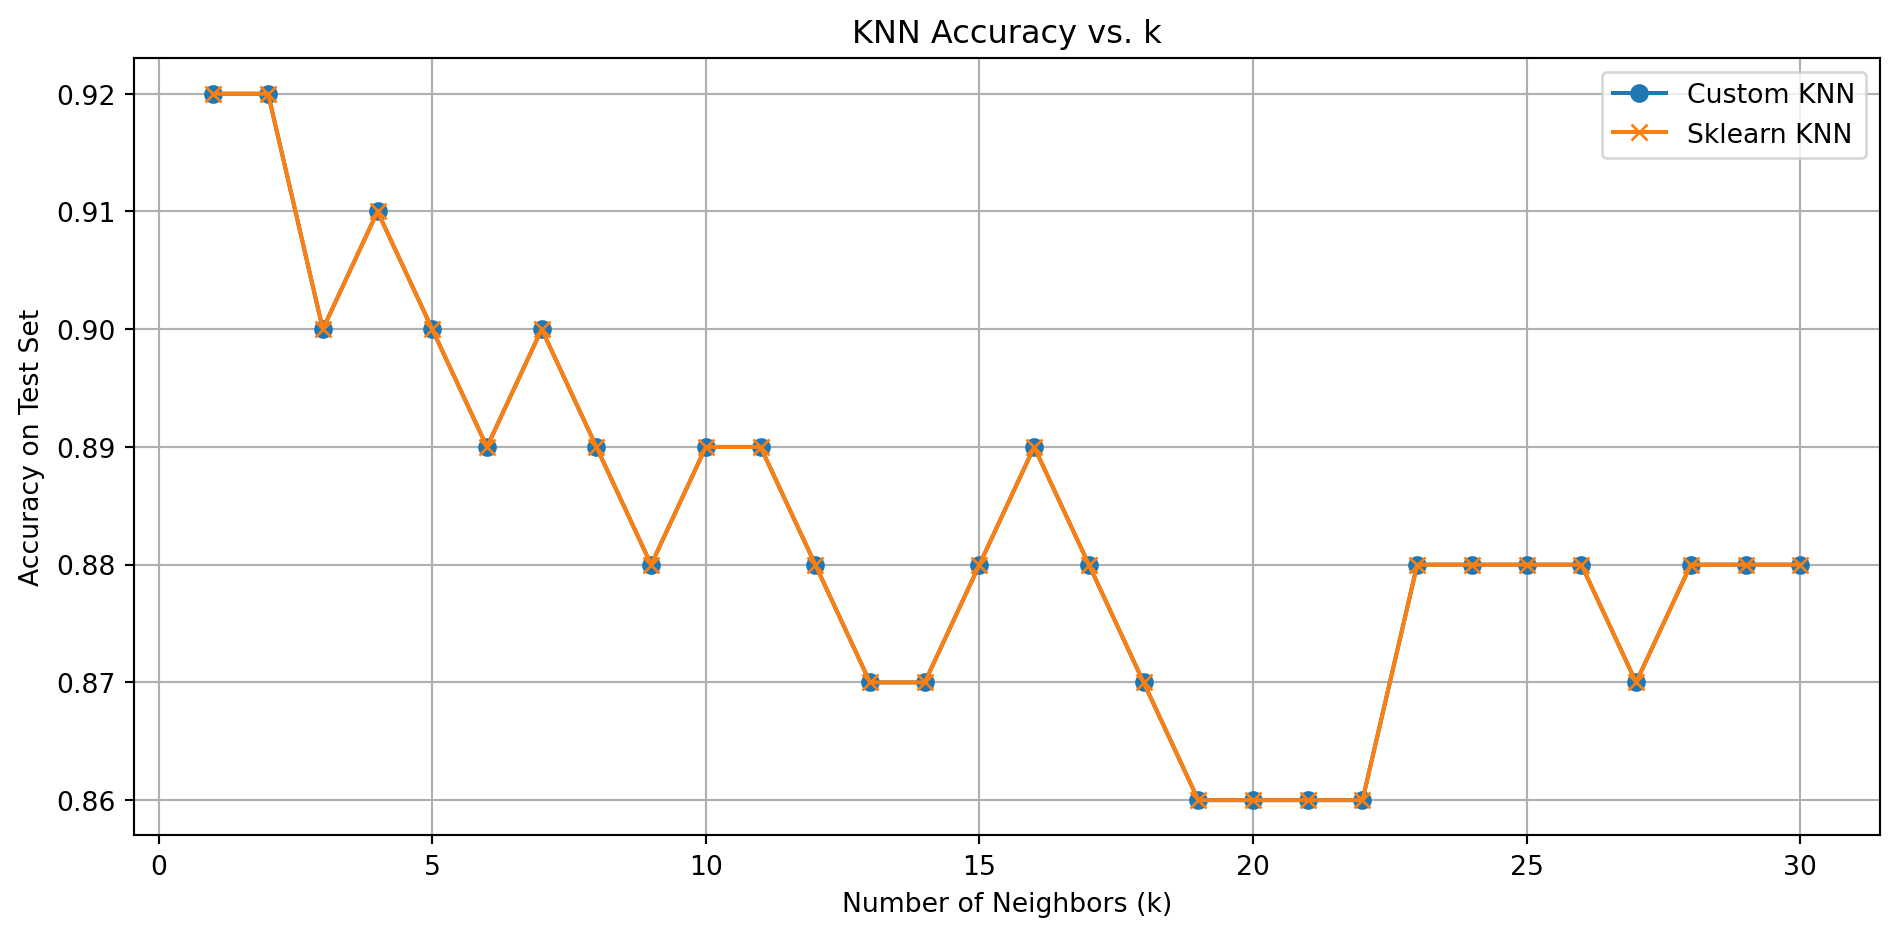 KNN Accuracy vs. k
Custom KNN
Sklearn KNN
Accuracy on Test Set
0.92
0.91
0.90
0.89
0.88
0.87
0.86
0 5 10 15 20 25 30
Number of Neighbors (k)